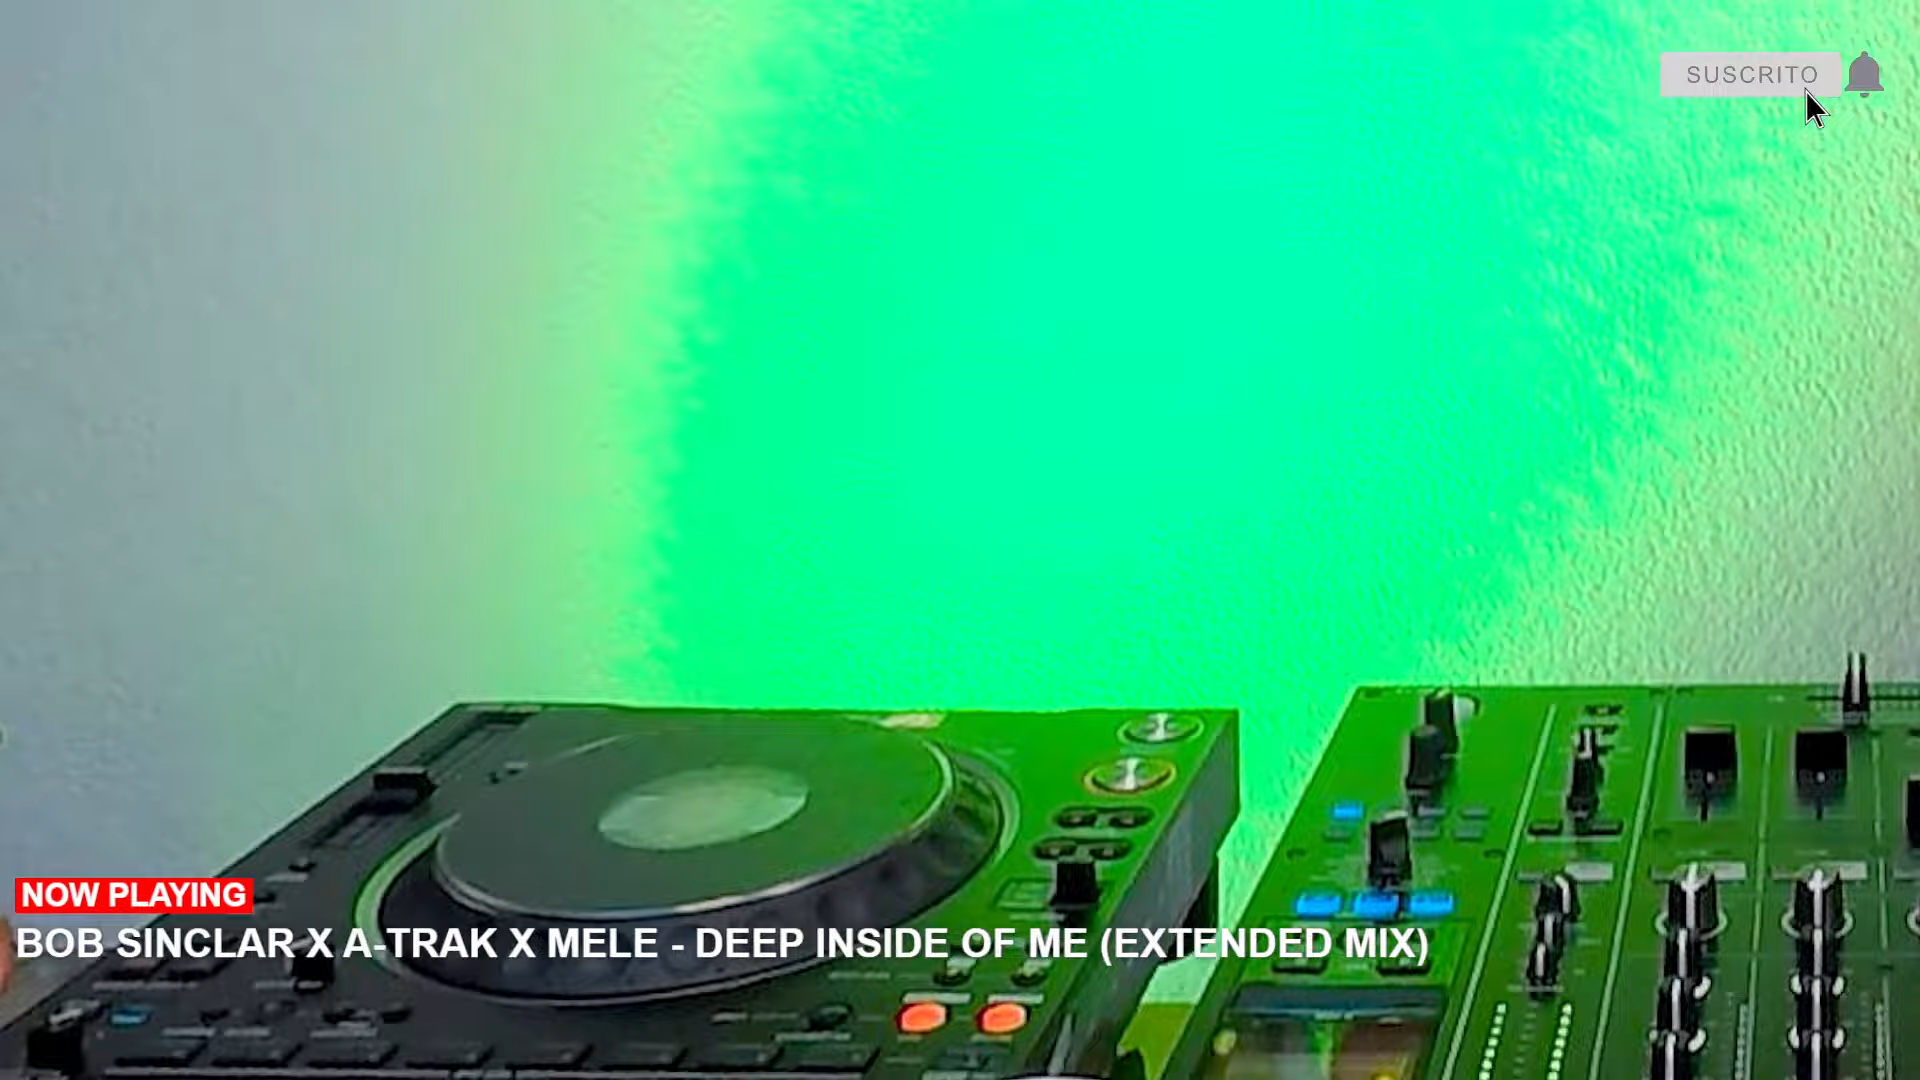 SUSCRITO
NOW PLAYING
BOB SINCLAR X A-TRAK X MELE - DEEP INSIDE OF ME (EXTENDED MIX)